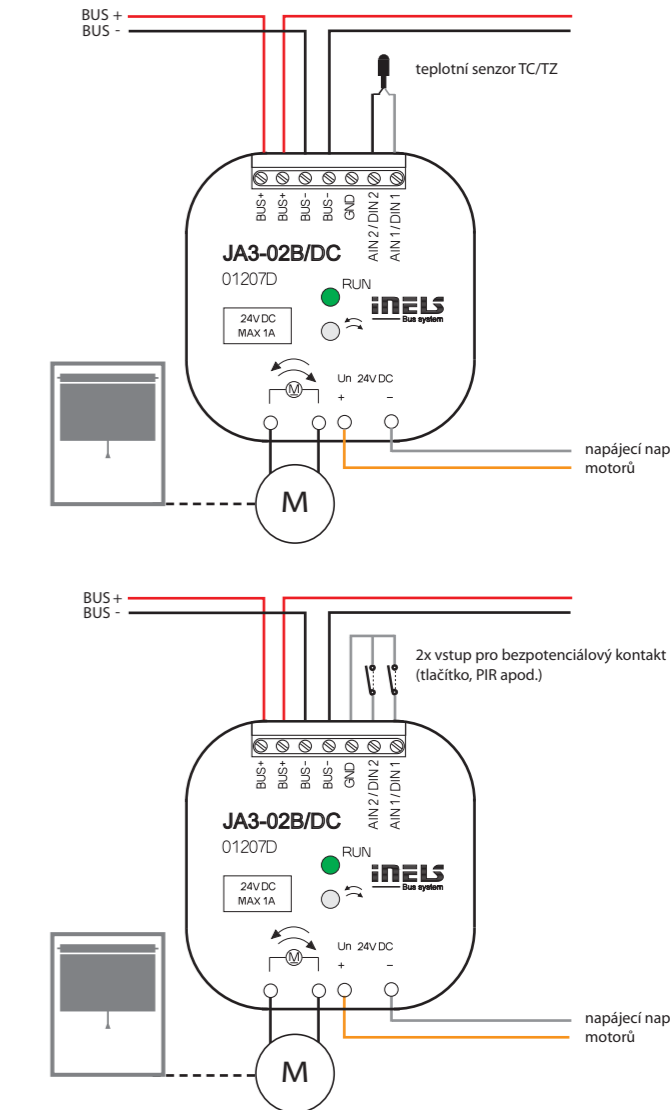 BUS +
BUS -
teplotní senzor TC/TZ
BUS+
BUS+
BUS-
BUS-
GND
AIN 2 / DIN 2
AIN 1 / DIN 1
JA3-02B/DC
01207D
RUN
iNELS
Bus system
24V DC
MAX 1A
M
Un 24V DC
+ –
napájecí nap
motorů
M
BUS +
BUS -
2x vstup pro bezpotenciálový kontakt
(tlačítko, PIR apod.)
BUS+
BUS+
BUS-
BUS-
GND
AIN 2 / DIN 2
AIN 1 / DIN 1
JA3-02B/DC
01207D
RUN
iNELS
Bus system
24V DC
MAX 1A
M
Un 24V DC
+ –
napájecí nap
motorů
M